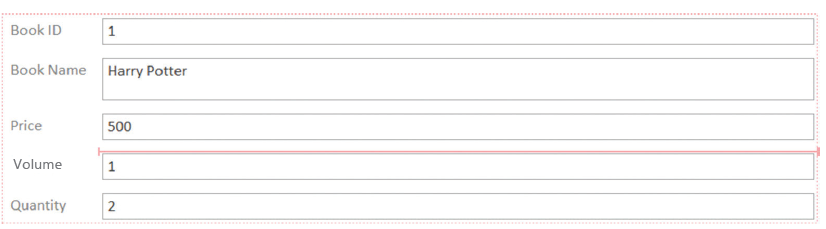 Book ID 1
Book Name Harry Potter
Price 500
Volume 1
Quantity 2